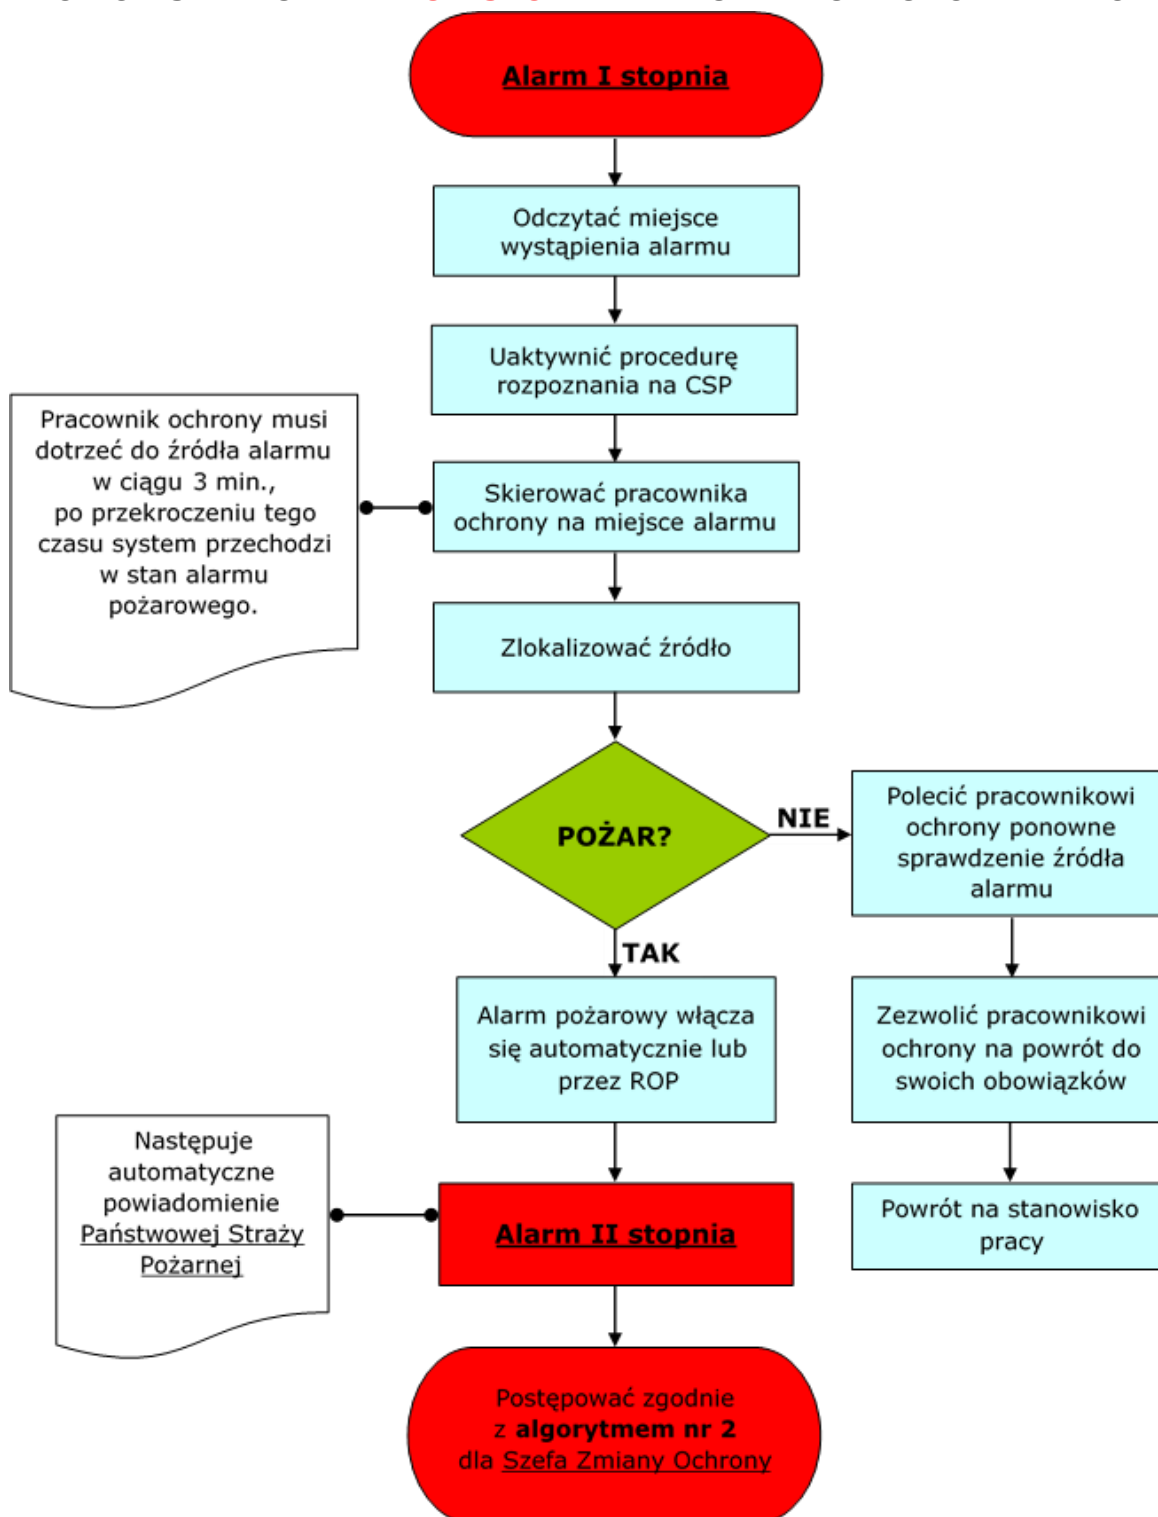 Alarm I stopnia
Odczytać miejsce
wystąpienia alarmu
Uaktywnić procedurę
rozpoznania na CSP
Pracownik ochrony musi
dotrzeć do źródła alarmu
w ciągu 3 min.,
po przekroczeniu tego
czasu system przechodzi
w stan alarmu
pożarowego.
Skierować pracownika
ochrony na miejsce alarmu
Zlokalizować źródło
POŻAR?
NIE
Polecić pracownikowi
ochrony ponowne
sprawdzenie źródła
alarmu
TAK
Alarm pożarowy włącza
się automatycznie lub
przez ROP
Zezwolić pracownikowi
ochrony na powrót do
swoich obowiązków
Następuje
automatyczne
powiadomienie
Państwowej Straży
Pożarnej
Alarm II stopnia
Powrót na stanowisko
pracy
Postępować zgodnie
z algorytmem nr 2
dla Szefa Zmiany Ochrony